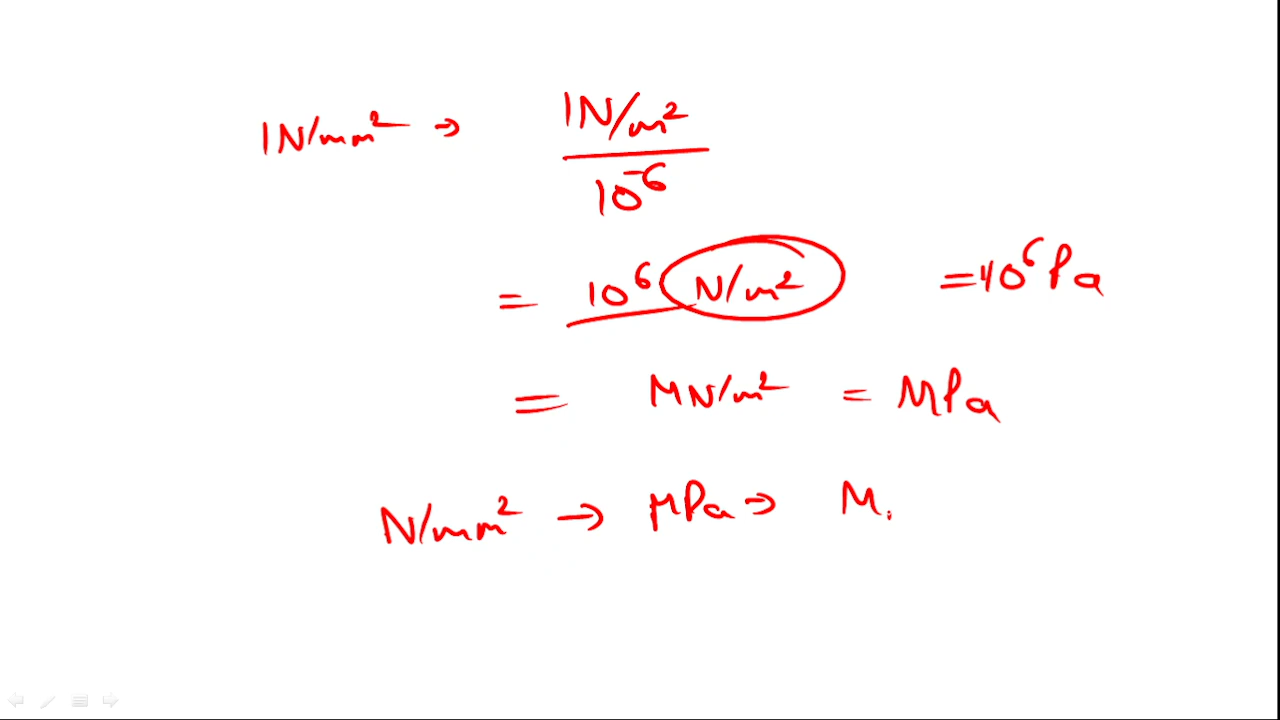 1N/mm² → 1N/m²
10⁻⁶
= 10⁶ N/m² = 10⁶ Pa
= MN/m² = MPa
N/mm² → MPa → M